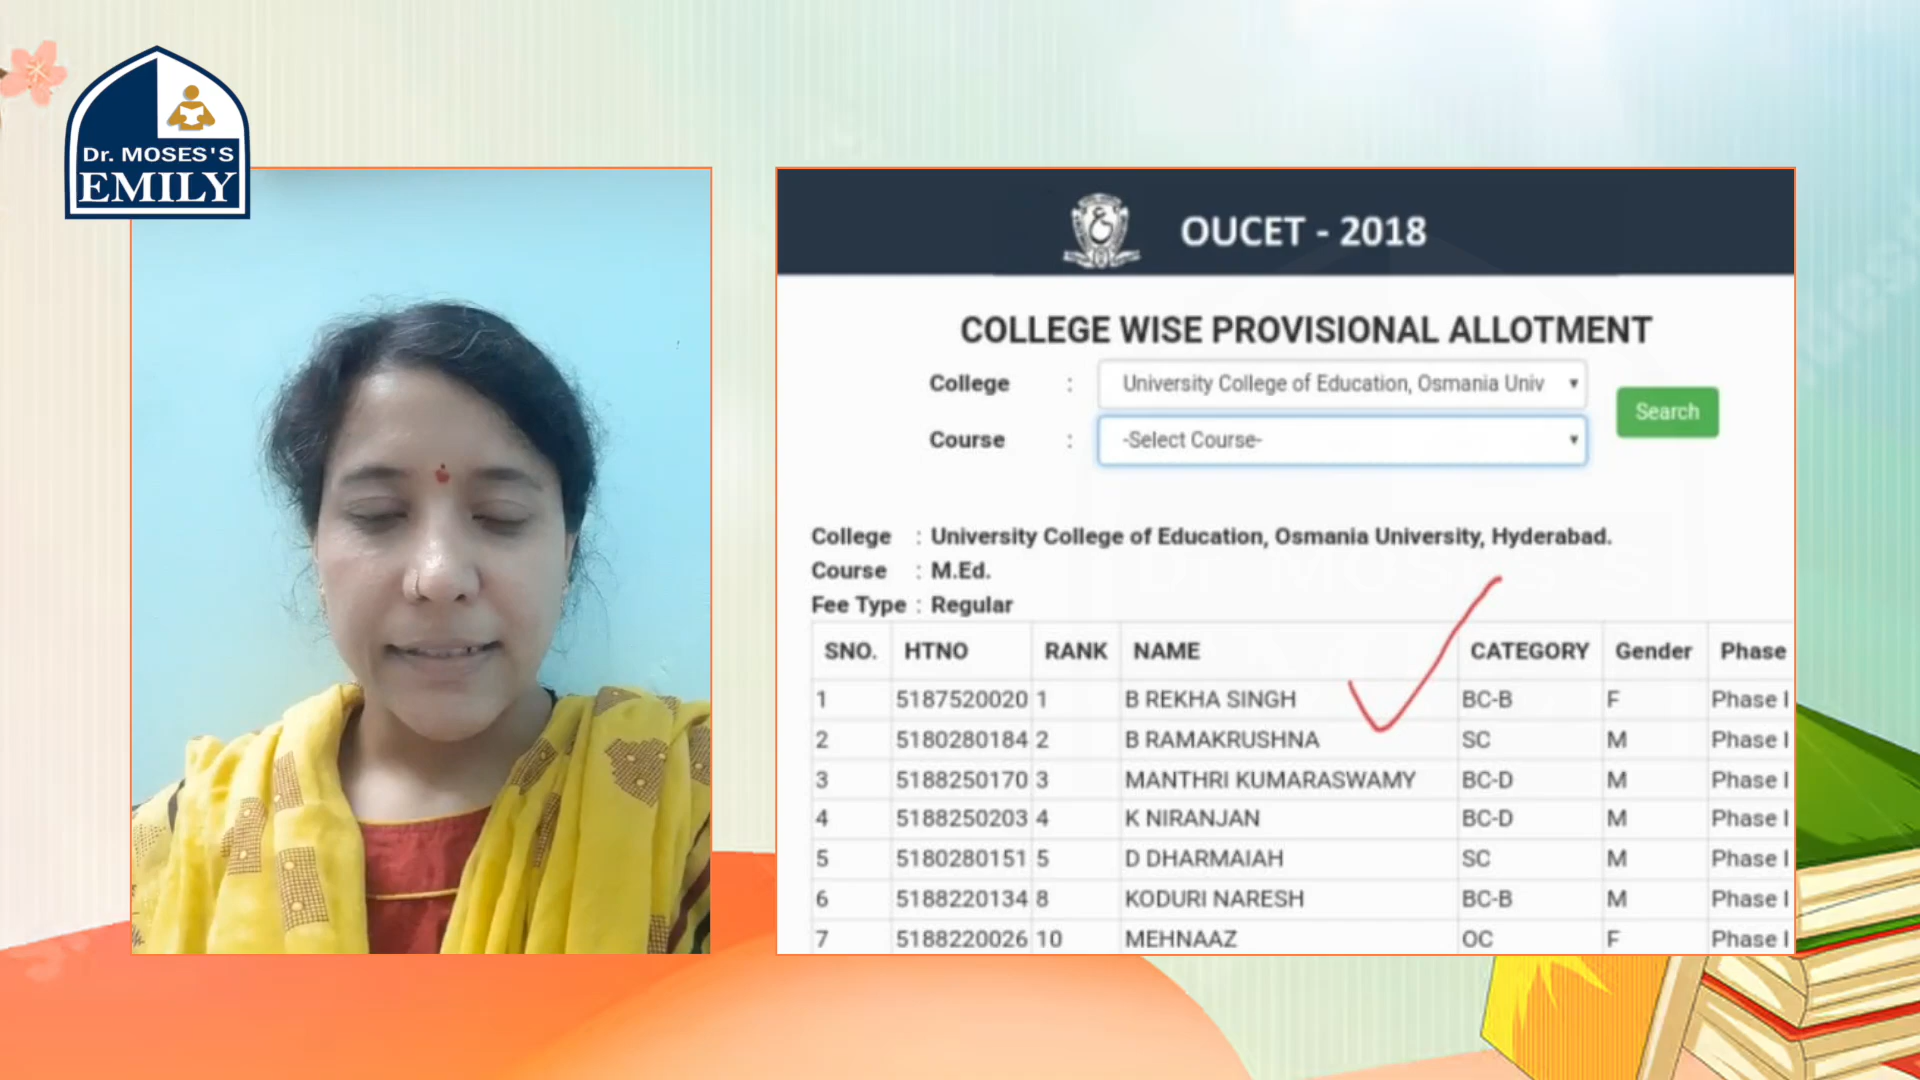 Dr. MOSES'S
EMILY
OUCET - 2018
COLLEGE WISE PROVISIONAL ALLOTMENT
College : University College of Education, Osmania Univ
Search
Course : -Select Course-
College : University College of Education, Osmania University, Hyderabad.
Course : M.Ed.
Fee Type : Regular
SNO. HTNO RANK NAME CATEGORY Gender Phase
1 5187520020 1 B REKHA SINGH BC-B F Phase I
2 5180280184 2 B RAMAKRUSHNA SC M Phase I
3 5188250170 3 MANTHRI KUMARASWAMY BC-D M Phase I
4 5188250203 4 K NIRANJAN BC-D M Phase I
5 5180280151 5 D DHARMAIAH SC M Phase I
6 5188220134 8 KODURI NARESH BC-B M Phase I
7 5188220026 10 MEHNAAZ OC F Phase I